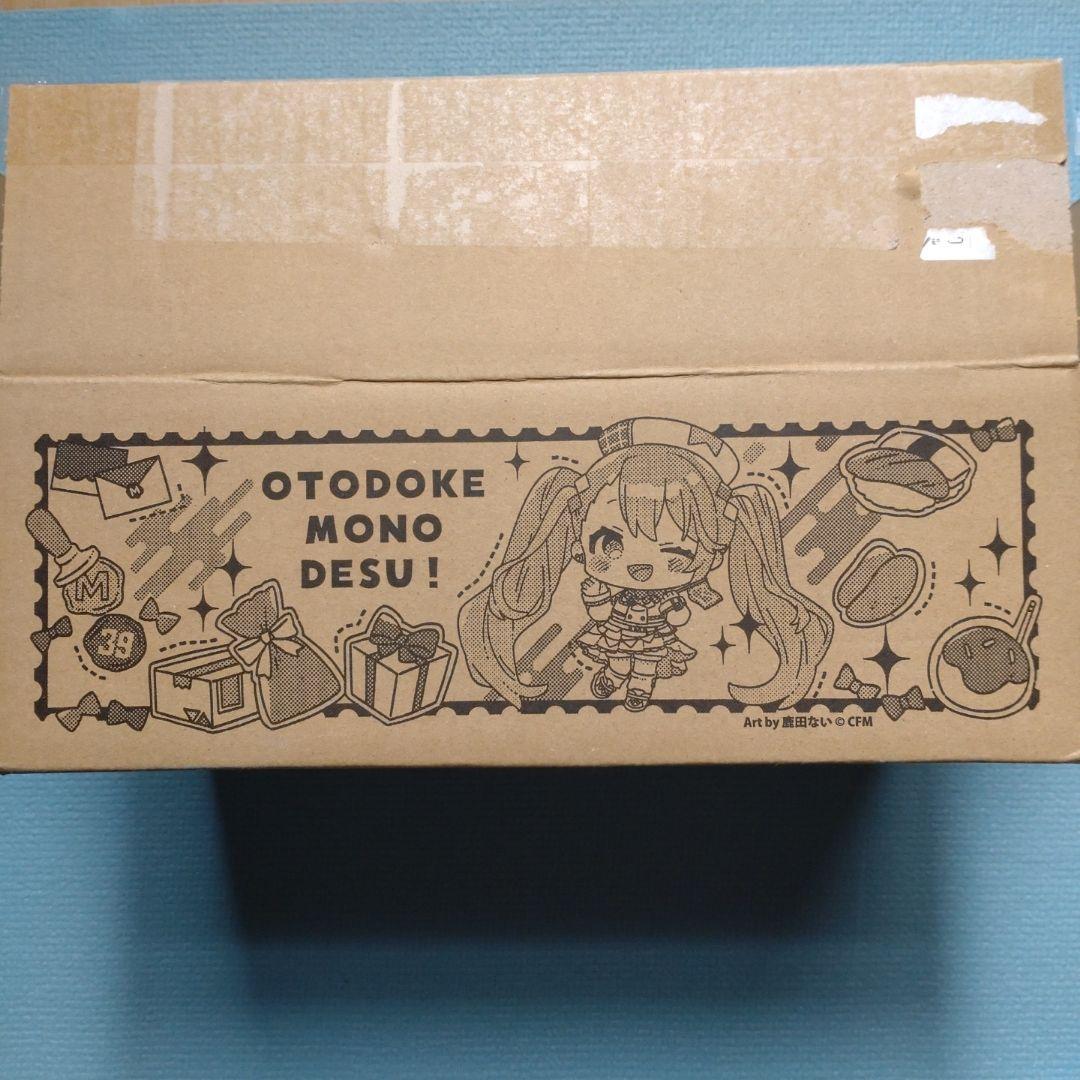 OTODOKE
MONO
DESU!
M
M
39
Art by 鹿田ない © CFM